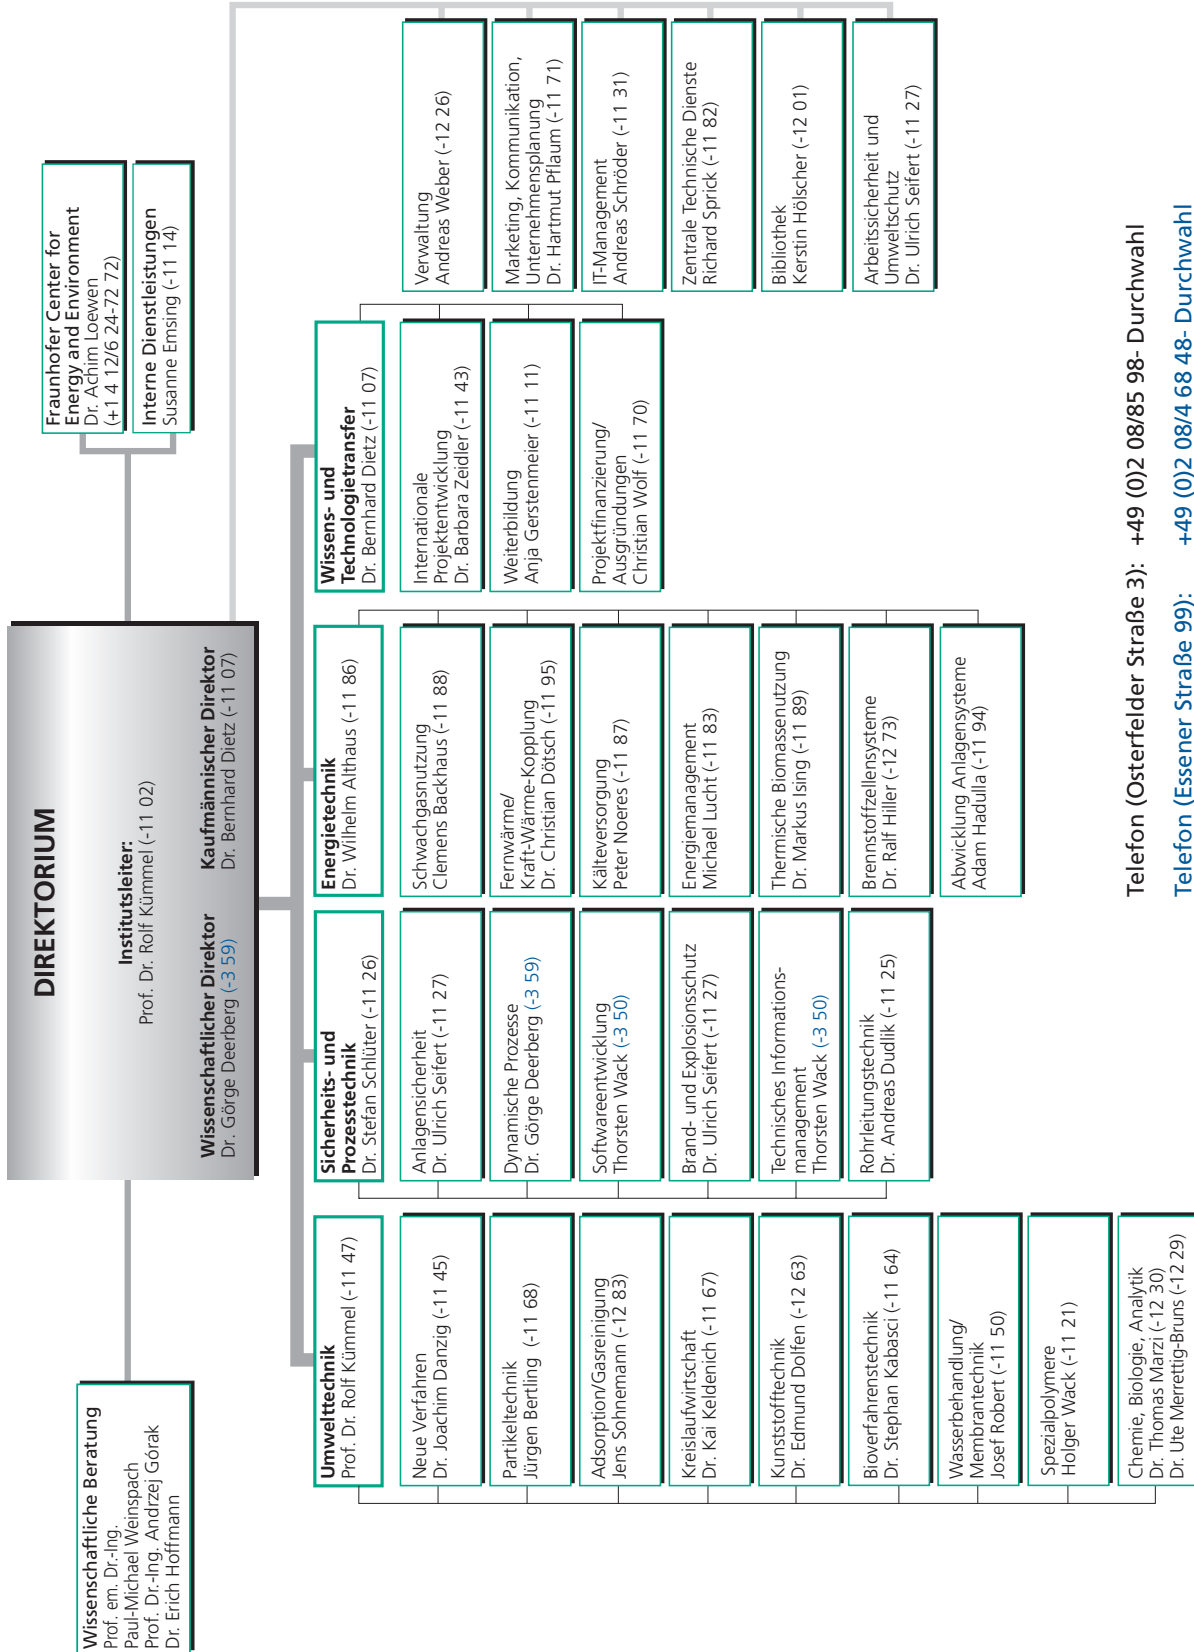 DIREKTORIUM
Institutsleiter:
Prof. Dr. Rolf Kümmel (-11 02)
Wissenschaftlicher Direktor
Dr. Görge Deerberg (-3 59)
Kaufmännischer Direktor
Dr. Bernhard Dietz (-11 07)
Wissenschaftliche Beratung
Prof. em. Dr.-Ing.
Paul-Michael Weinspach
Prof. Dr.-Ing. Andrzej Górak
Dr. Erich Hoffmann
Fraunhofer Center for
Energy and Environment
Dr. Achim Loewen
(+1 4 12/6 24-72 72)
Interne Dienstleistungen
Susanne Emsing (-11 14)
Umwelttechnik
Prof. Dr. Rolf Kümmel (-11 47)
Neue Verfahren
Dr. Joachim Danzig (-11 45)
Partikeltechnik
Jürgen Bertling (-11 68)
Adsorption/Gasreinigung
Jens Sohnemann (-12 83)
Kreislaufwirtschaft
Dr. Kai Keldenich (-11 67)
Kunststofftechnik
Dr. Edmund Dolfen (-12 63)
Bioverfahrenstechnik
Dr. Stephan Kabasci (-11 64)
Wasserbehandlung/
Membrantechnik
Josef Robert (-11 50)
Spezialpolymere
Holger Wack (-11 21)
Chemie, Biologie, Analytik
Dr. Thomas Marzi (-12 30)
Dr. Ute Merrettig-Bruns (-12 29)
Sicherheits- und
Prozesstechnik
Dr. Stefan Schlüter (-11 26)
Anlagensicherheit
Dr. Ulrich Seifert (-11 27)
Dynamische Prozesse
Dr. Görge Deerberg (-3 59)
Softwareentwicklung
Thorsten Wack (-3 50)
Brand- und Explosionsschutz
Dr. Ulrich Seifert (-11 27)
Technisches Informations-
management
Thorsten Wack (-3 50)
Rohrleitungstechnik
Dr. Andreas Dudlik (-11 25)
Energietechnik
Dr. Wilhelm Althaus (-11 86)
Schwachgasnutzung
Clemens Backhaus (-11 88)
Fernwärme/
Kraft-Wärme-Kopplung
Dr. Christian Dötsch (-11 95)
Kälteversorgung
Peter Noeres (-11 87)
Energiemanagement
Michael Lucht (-11 83)
Thermische Biomassenutzung
Dr. Markus Ising (-11 89)
Brennstoffzellensysteme
Dr. Ralf Hiller (-12 73)
Abwicklung Anlagensysteme
Adam Hadulla (-11 94)
Wissens- und
Technologietransfer
Dr. Bernhard Dietz (-11 07)
Internationale
Projektentwicklung
Dr. Barbara Zeidler (-11 43)
Weiterbildung
Anja Gerstenmeier (-11 11)
Projektfinanzierung/
Ausgründungen
Christian Wolf (-11 70)
Verwaltung
Andreas Weber (-12 26)
Marketing, Kommunikation,
Unternehmensplanung
Dr. Hartmut Pflaum (-11 71)
IT-Management
Andreas Schröder (-11 31)
Zentrale Technische Dienste
Richard Sprick (-11 82)
Bibliothek
Kerstin Hölscher (-12 01)
Arbeitssicherheit und
Umweltschutz
Dr. Ulrich Seifert (-11 27)
Telefon (Osterfelder Straße 3): +49 (0)2 08/85 98- Durchwahl
Telefon (Essener Straße 99): +49 (0)2 08/4 68 48- Durchwahl